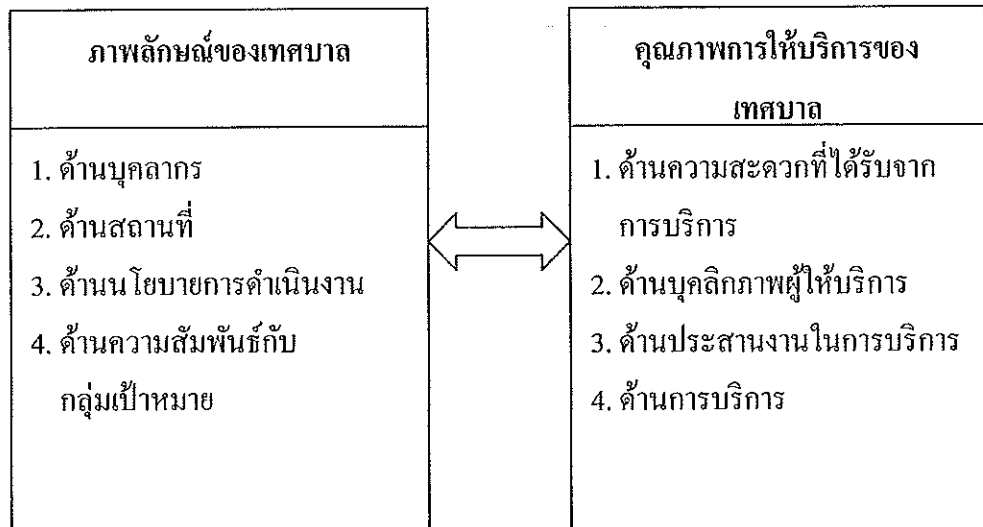 ภาพลักษณ์ของเทศบาล
1. ด้านบุคลากร
2. ด้านสถานที่
3. ด้านนโยบายการดำเนินงาน
4. ด้านความสัมพันธ์กับ
กลุ่มเป้าหมาย
คุณภาพการให้บริการของ
เทศบาล
1. ด้านความสะดวกที่ได้รับจาก
การบริการ
2. ด้านบุคลิกภาพผู้ให้บริการ
3. ด้านประสานงานในการบริการ
4. ด้านการบริการ